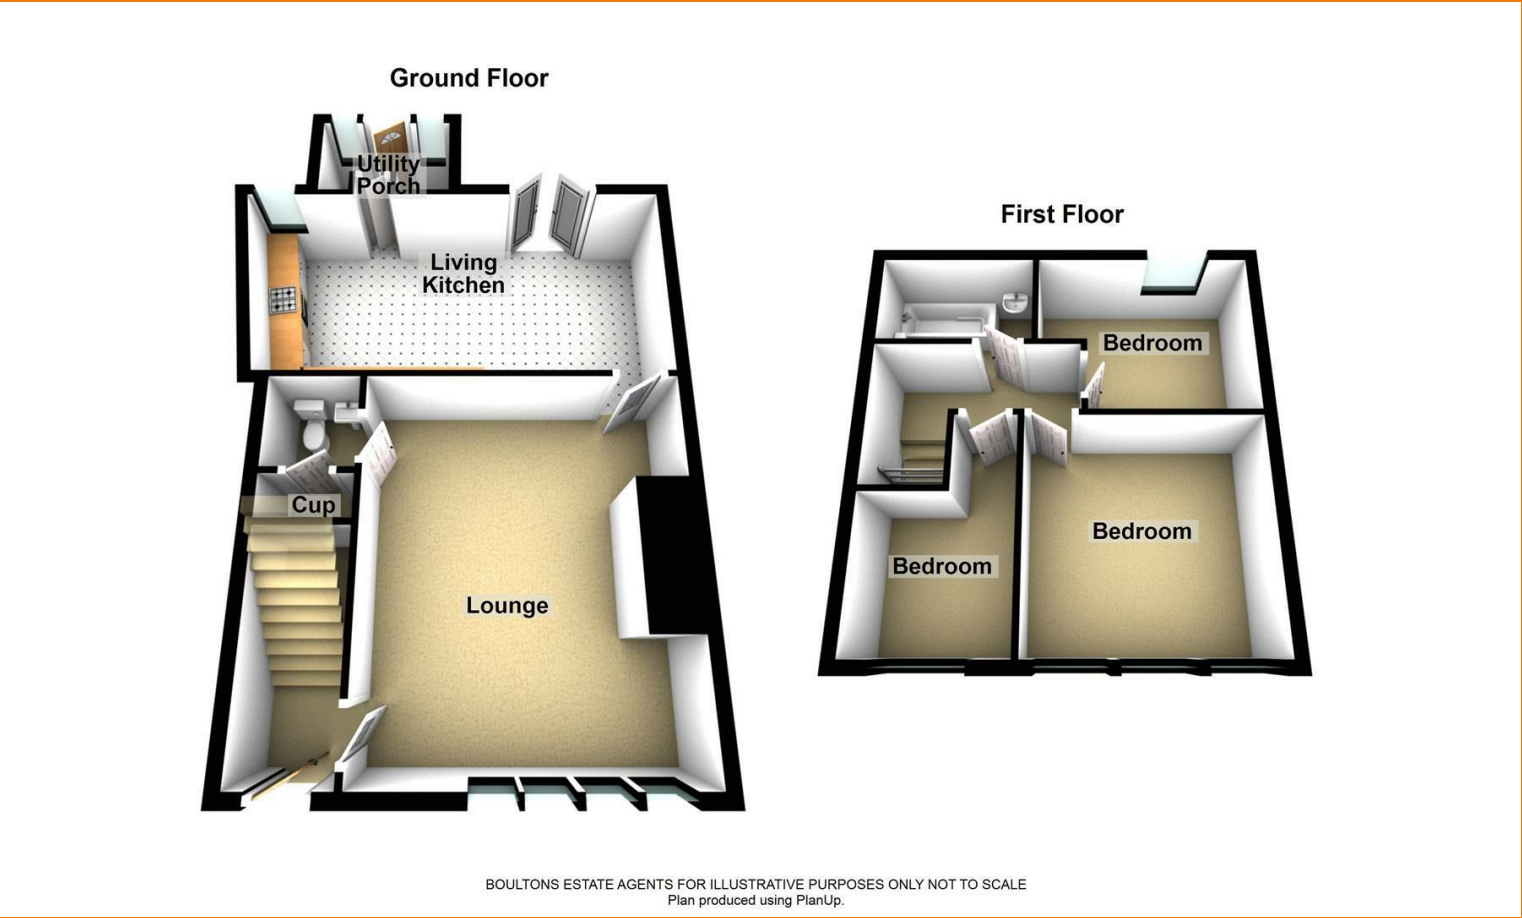 Ground Floor
Utility
Porch
Living
Kitchen
Cup
Lounge
First Floor
Bedroom
Bedroom
Bedroom
BOULTONS ESTATE AGENTS FOR ILLUSTRATIVE PURPOSES ONLY NOT TO SCALE
Plan produced using PlanUp.